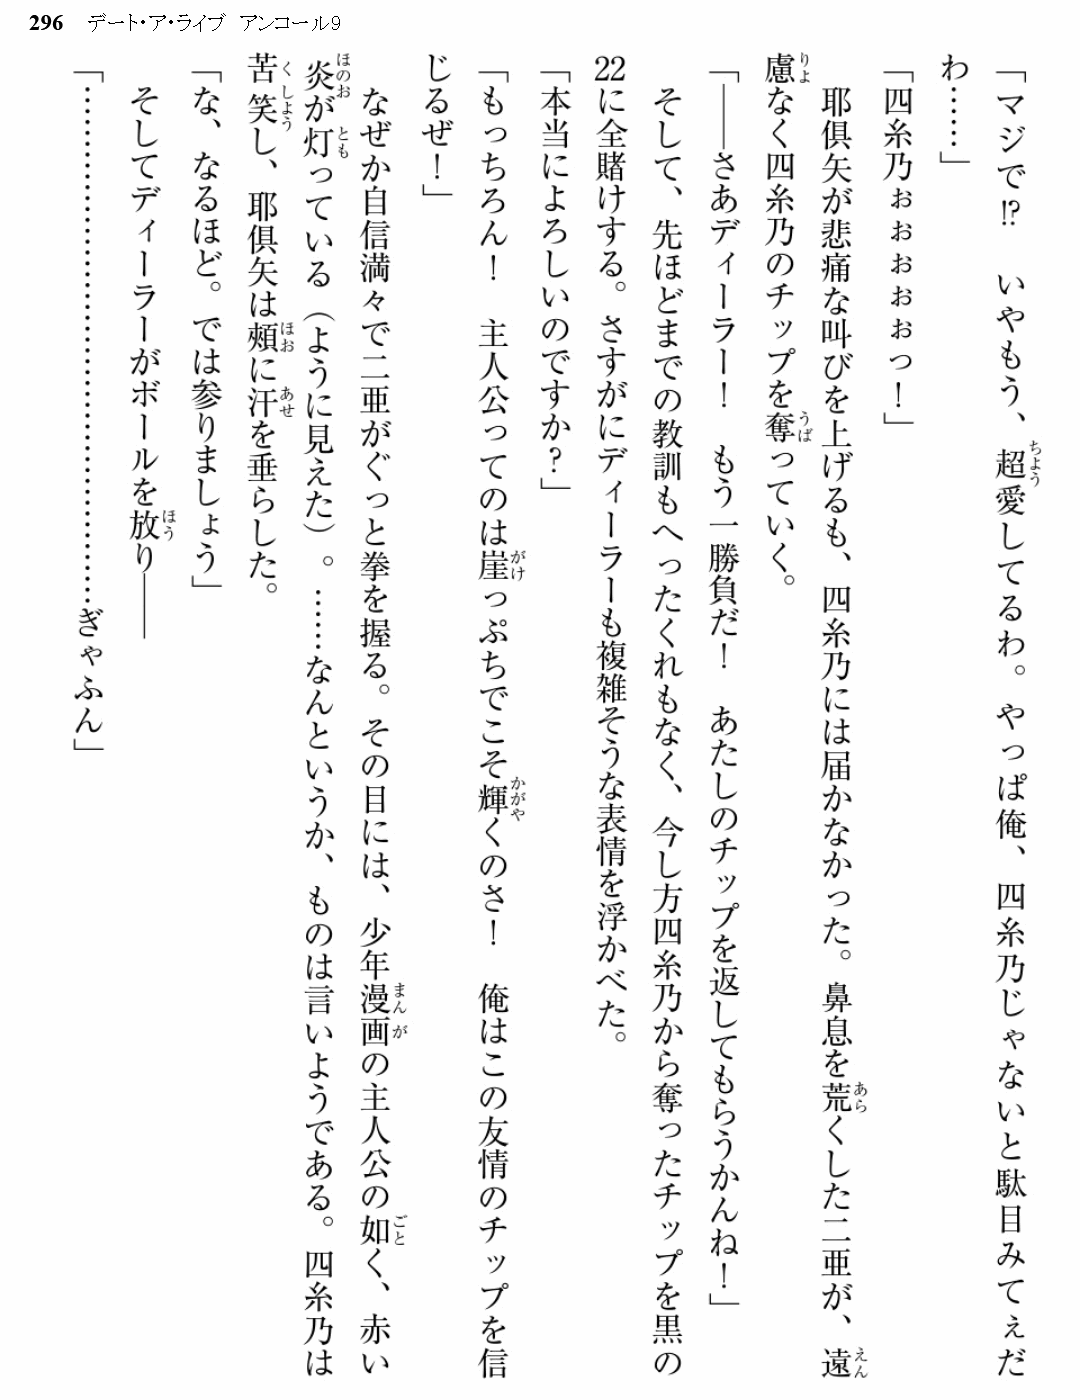 296 デート・ア・ライブ アンコール9
「マジで!? いやもう、超愛してるわ。やっぱ俺、四糸乃じゃないと駄目みてぇだ
わ……」
「四糸乃ぉぉぉぉぉっ！」
耶倶矢が悲痛な叫びを上げるも、四糸乃には届かなかった。鼻息を荒くした二亜が、遠
慮なく四糸乃のチップを奪っていく。
「――さあディーラー！ もう一勝負だ！ あたしのチップを返してもらうかんね！」
そして、先ほどまでの教訓もへったくれもなく、今し方四糸乃から奪ったチップを黒の
22に全賭けする。さすがにディーラーも複雑そうな表情を浮かべた。
「本当によろしいのですか？」
「もっちろん！ 主人公ってのは崖っぷちでこそ輝くのさ！ 俺はこの友情のチップを信
じるぜ！」
なぜか自信満々で二亜がぐっと拳を握る。その目には、少年漫画の主人公の如く、赤い
炎が灯っている（ように見えた）。……なんというか、ものは言いようである。四糸乃は
苦笑し、耶倶矢は頰に汗を垂らした。
「な、なるほど。では参りましょう」
そしてディーラーがボールを放り――
「………………………………………………ぎゃふん」